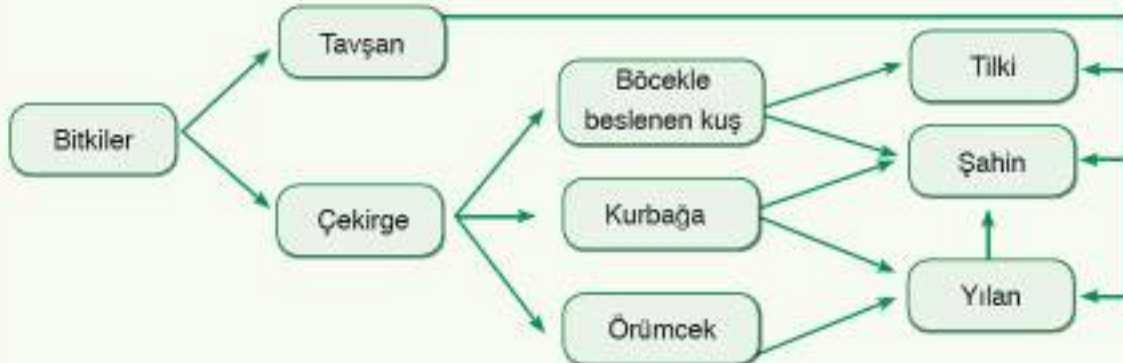 Tavşan
Tilki
Böcekle
beslenen kuş
Bitkiler
Şahin
Çekirge
Kurbağa
Yılan
Örümcek